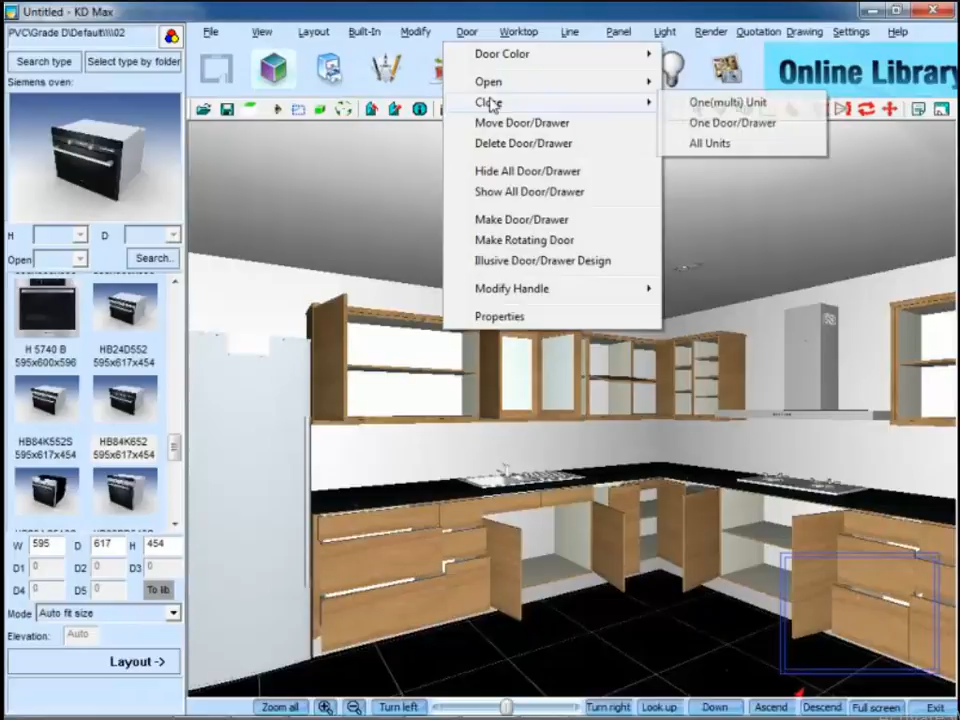 Untitled - KD Max
PVC\Grade D\Default\\\\02
File View Layout Built-In Modify Door Worktop Line Panel Light Render Quotation Drawing Settings Help
Search type Select type by folder
Siemens oven:
Online Library
Door Color
Open
Close
Move Door/Drawer
Delete Door/Drawer
Hide All Door/Drawer
Show All Door/Drawer
Make Door/Drawer
Make Rotating Door
Illusive Door/Drawer Design
Modify Handle
Properties
One(multi) Unit
One Door/Drawer
All Units
H D
Open Search..
H 5740 B HB24D552
595x600x596 595x617x454
HB84K552S HB84K652
595x617x454 595x617x454
W 595 D 617 H 454
D1 0 D2 0 D3 0
D4 0 D5 0 To lib
Mode Auto fit size
Elevation: Auto
Layout ->
Zoom all Turn left Turn right Look up Down Ascend Descend Full screen Exit